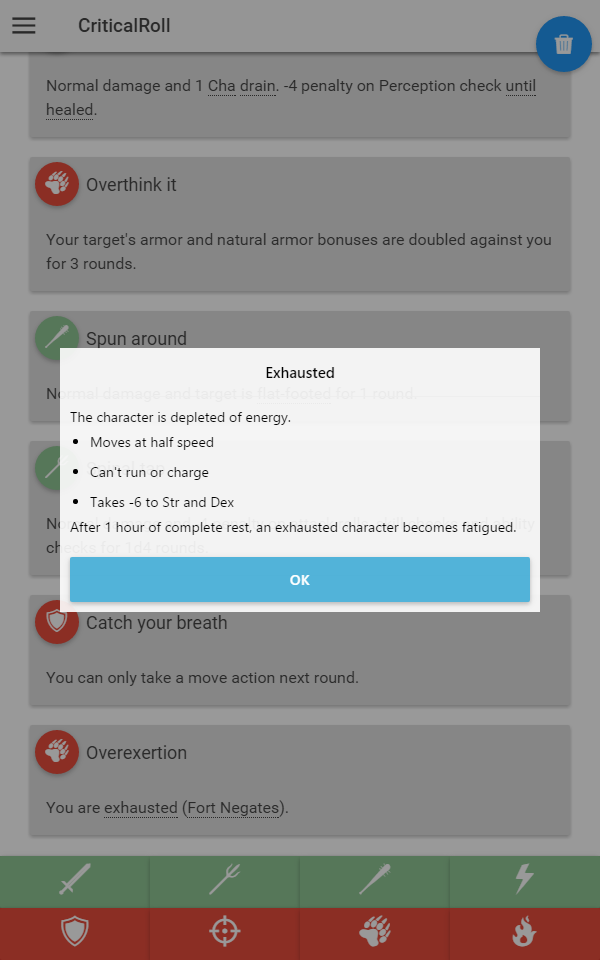 CriticalRoll
Normal damage and 1 Cha drain. -4 penalty on Perception check until
healed.
Overthink it
Your target's armor and natural armor bonuses are doubled against you
for 3 rounds.
Spun around
Normal damage and target is flat-footed for 1 round.
Exhausted
The character is depleted of energy.
Moves at half speed
Can't run or charge
Takes -6 to Str and Dex
After 1 hour of complete rest, an exhausted character becomes fatigued.
checks for 1d4 rounds.
OK
Catch your breath
You can only take a move action next round.
Overexertion
You are exhausted (Fort Negates).